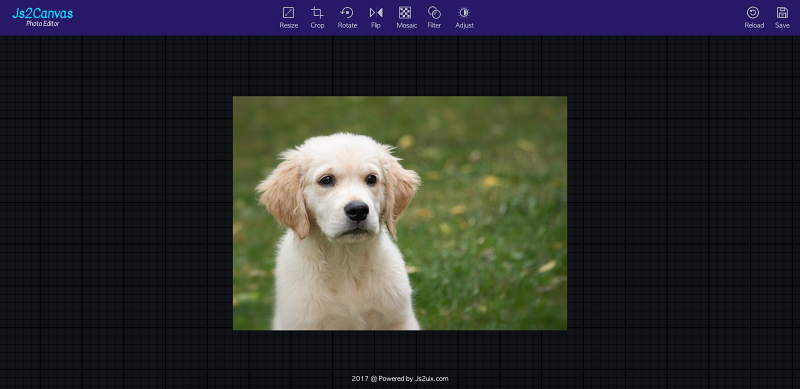 Js2Canvas
Photo Editor
Resize
Crop
Rotate
Flip
Mosaic
Filter
Adjust
Reload
Save
2017 @ Powered by Js2uix.com